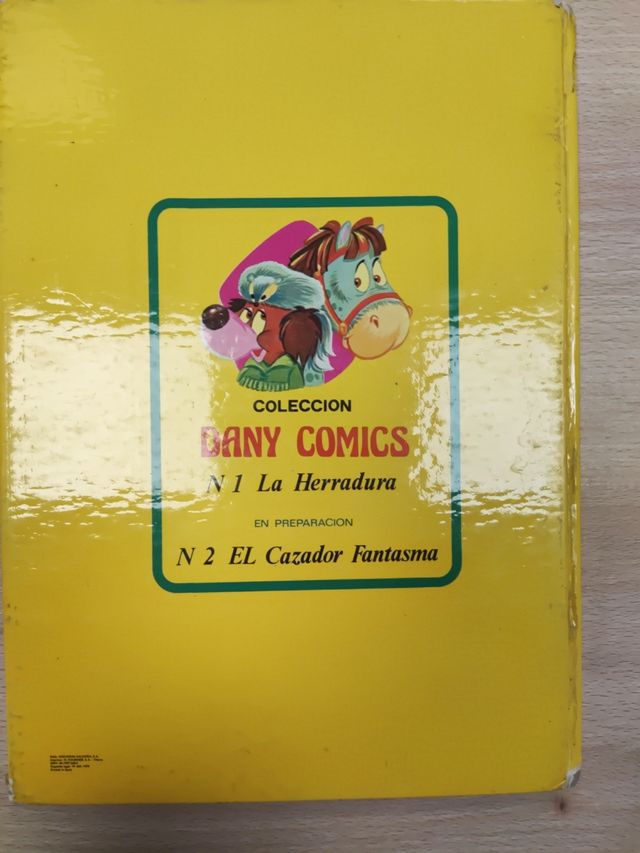 COLECCION
DANY COMICS
N 1 La Herradura
EN PREPARACION
N 2 EL Cazador Fantasma